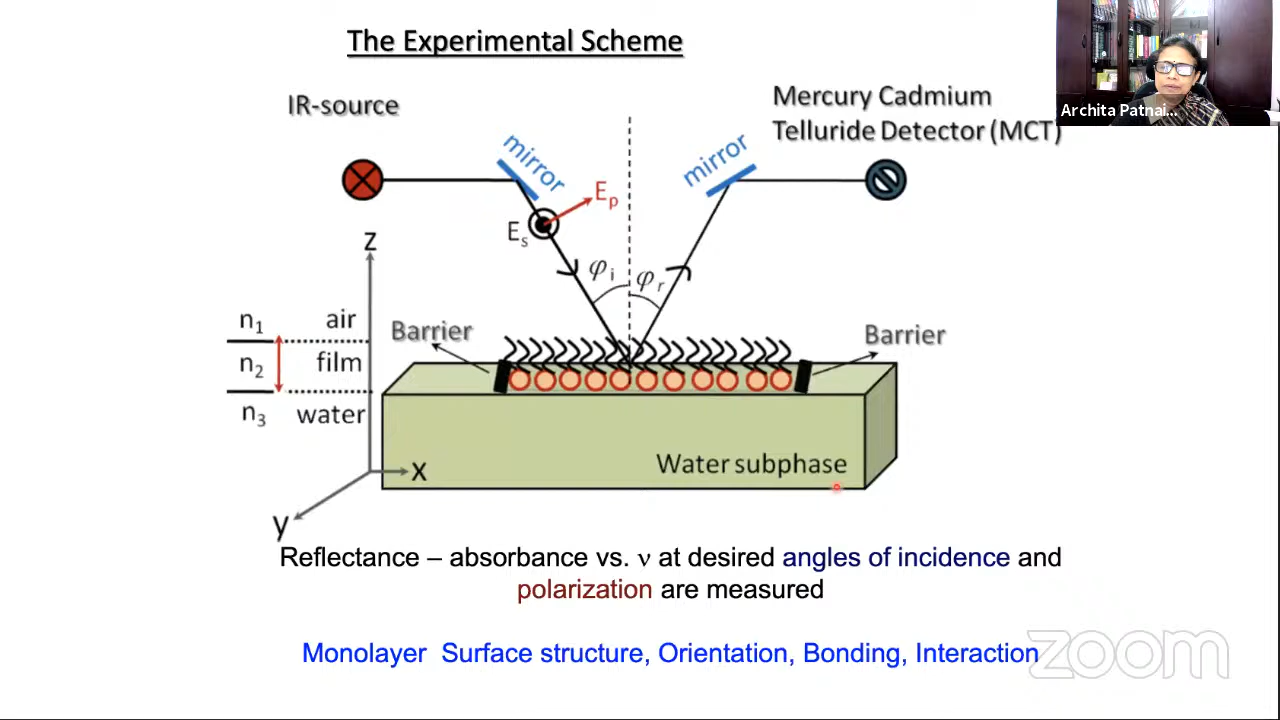 The Experimental Scheme
Archita Patnai...
IR-source
Mercury Cadmium
Telluride Detector (MCT)
mirror
mirror
Ep
Es
z
φi
φr
n1
air
Barrier
Barrier
n2
film
n3
water
Water subphase
x
y
Reflectance – absorbance vs. ν at desired angles of incidence and
polarization are measured
Monolayer Surface structure, Orientation, Bonding, Interaction
zoom